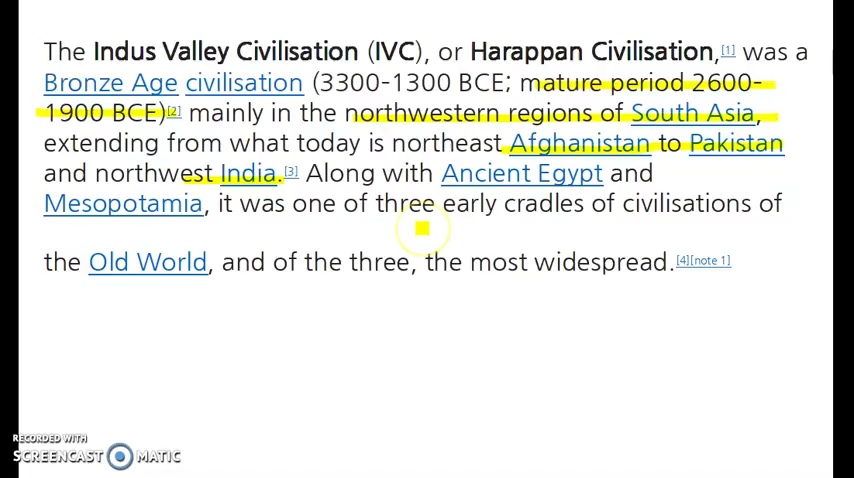 The Indus Valley Civilisation (IVC), or Harappan Civilisation,[1] was a
Bronze Age civilisation (3300-1300 BCE; mature period 2600-
1900 BCE)[2] mainly in the northwestern regions of South Asia,
extending from what today is northeast Afghanistan to Pakistan
and northwest India.[3] Along with Ancient Egypt and
Mesopotamia, it was one of three early cradles of civilisations of
the Old World, and of the three, the most widespread.[4][note 1]
RECORDED WITH
SCREENCAST MATIC